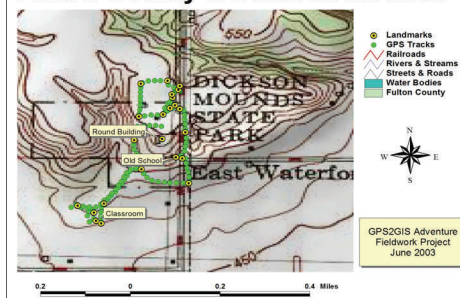 550
DICKSON
MOUNDS
STATE
PARK
Round Building
Old School
East Waterfo
Classroom
450
Landmarks
GPS Tracks
Railroads
Rivers & Streams
Streets & Roads
Water Bodies
Fulton County
N
W
E
S
GPS2GIS Adventure
Fieldwork Project
June 2003
0.2
0
0.2
0.4 Miles